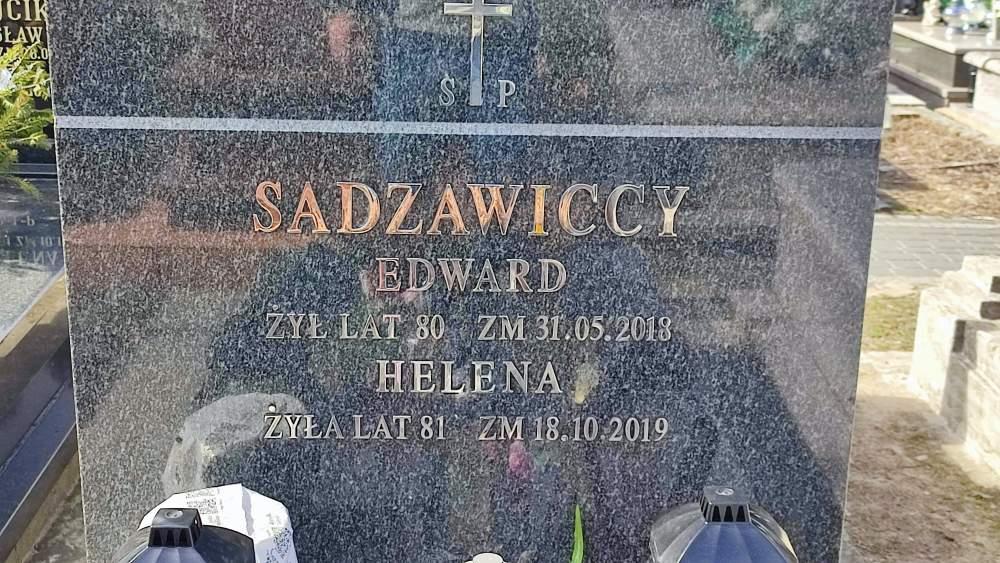 S P
SADZAWICCY
EDWARD
ŻYŁ LAT 80 ZM 31.05.2018
HELENA
ŻYŁA LAT 81 ZM 18.10.2019